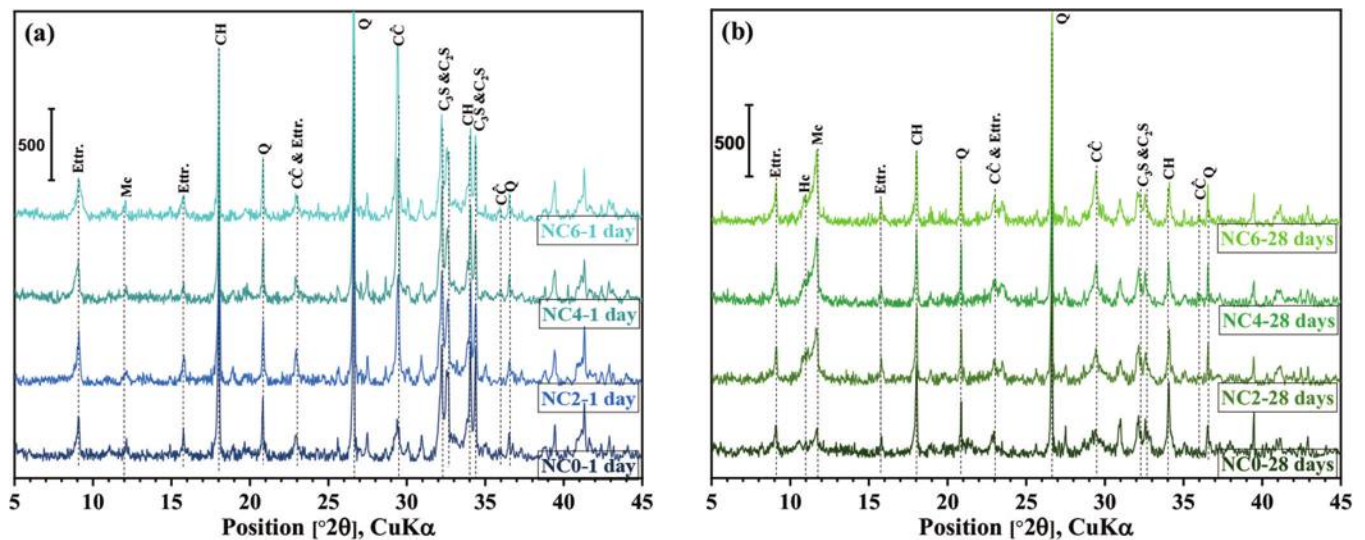 (a)
500
Ettr.
Mc
Ettr.
CH
Q
CĈ & Ettr.
Q
CĈ
C₃S &C₂S
CH
C₃S &C₂S
CĈ
Q
NC6-1 day
NC4-1 day
NC2-1 day
NC0-1 day
5 10 15 20 25 30 35 40 45
Position [°2θ], CuKα
(b)
500
Ettr.
Hc
Mc
Ettr.
CH
Q
CĈ & Ettr.
Q
CĈ
C₃S &C₂S
CH
CĈ
Q
NC6-28 days
NC4-28 days
NC2-28 days
NC0-28 days
5 10 15 20 25 30 35 40 45
Position [°2θ], CuKα